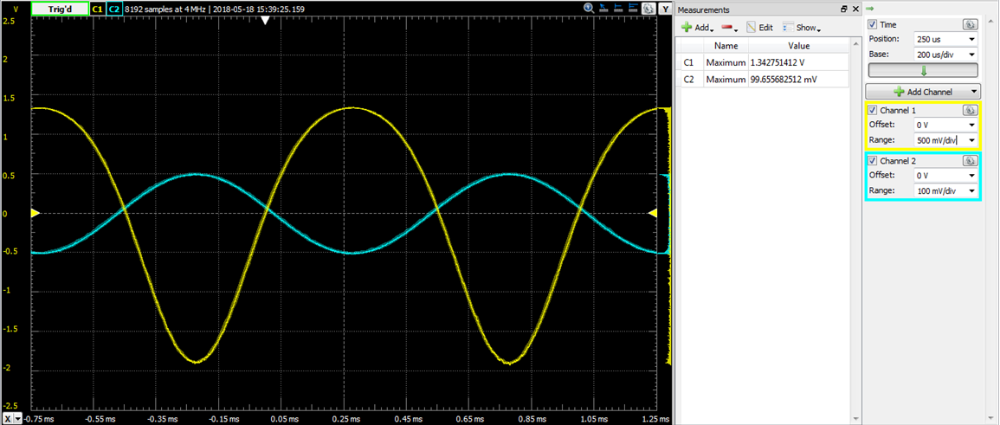 V Trig'd C1 C2 8192 samples at 4 MHz | 2018-05-18 15:39:25.159 Y
2.5
2
1.5
1
0.5
0
-0.5
-1
-1.5
-2
-2.5
X -0.75 ms -0.55 ms -0.35 ms -0.15 ms 0.05 ms 0.25 ms 0.45 ms 0.65 ms 0.85 ms 1.05 ms 1.25 ms
Measurements
Add Edit Show
Name Value
C1 Maximum 1.342751412 V
C2 Maximum 99.655682512 mV
Time
Position: 250 us
Base: 200 us/div
Add Channel
Channel 1
Offset: 0 V
Range: 500 mV/div
Channel 2
Offset: 0 V
Range: 100 mV/div